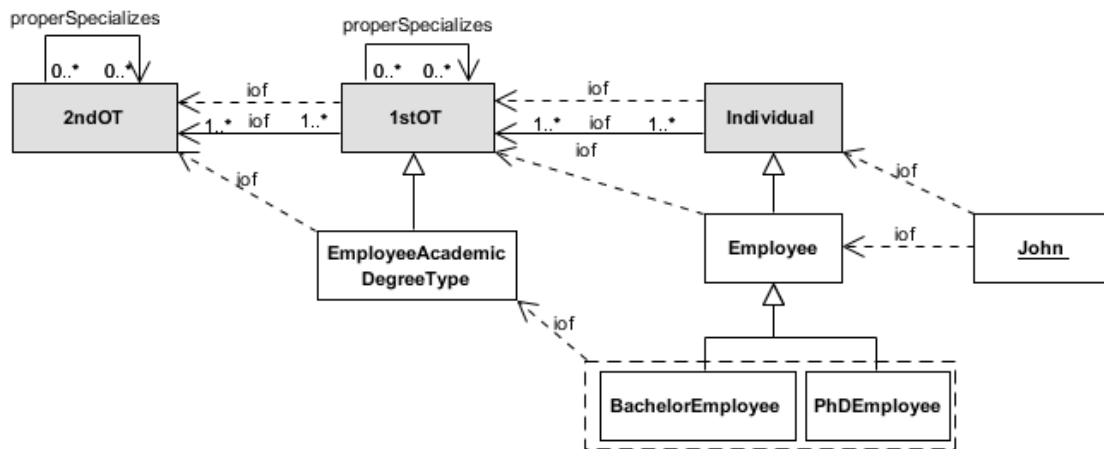 properSpecializes
properSpecializes
0..* 0..*
0..* 0..*
iof
iof
2ndOT
1stOT
Individual
1..* iof 1..*
1..* iof 1..*
iof
iof
iof
EmployeeAcademic
DegreeType
Employee
iof
John
iof
BachelorEmployee
PhDEmployee